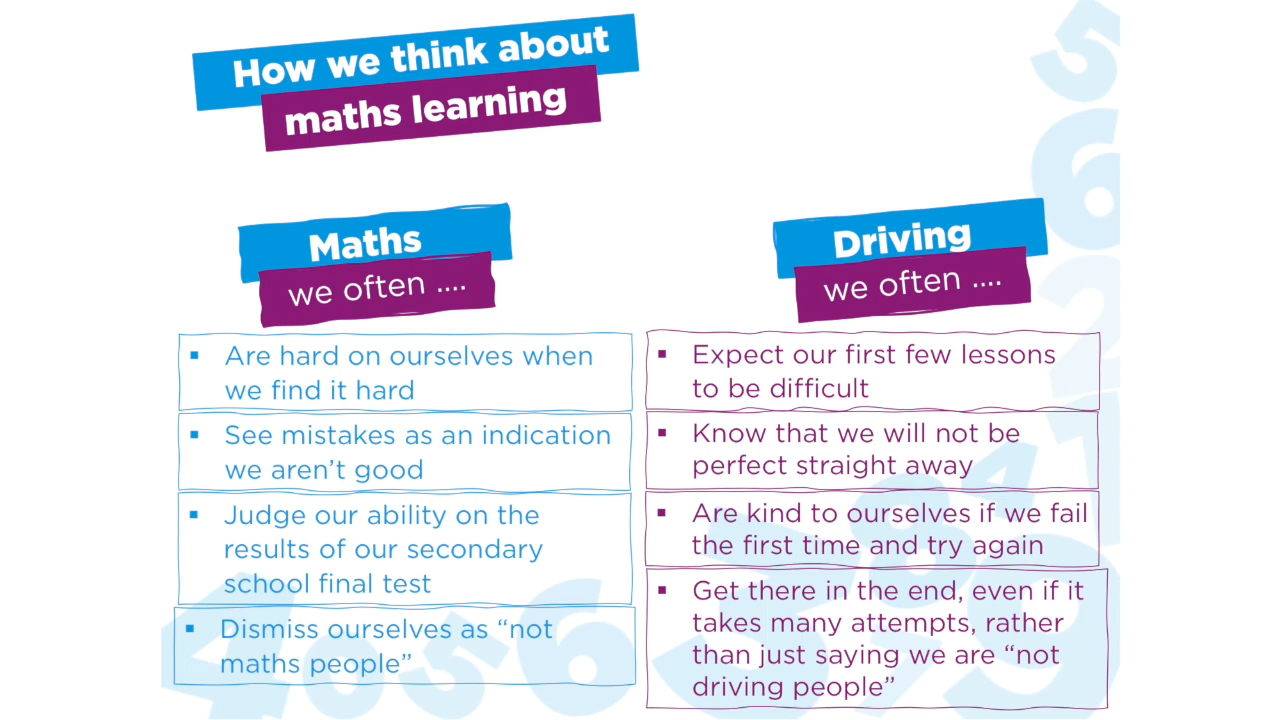 How we think about
maths learning
Maths
we often ....
▪ Are hard on ourselves when
we find it hard
▪ See mistakes as an indication
we aren’t good
▪ Judge our ability on the
results of our secondary
school final test
▪ Dismiss ourselves as “not
maths people”
Driving
we often ....
▪ Expect our first few lessons
to be difficult
▪ Know that we will not be
perfect straight away
▪ Are kind to ourselves if we fail
the first time and try again
▪ Get there in the end, even if it
takes many attempts, rather
than just saying we are “not
driving people”